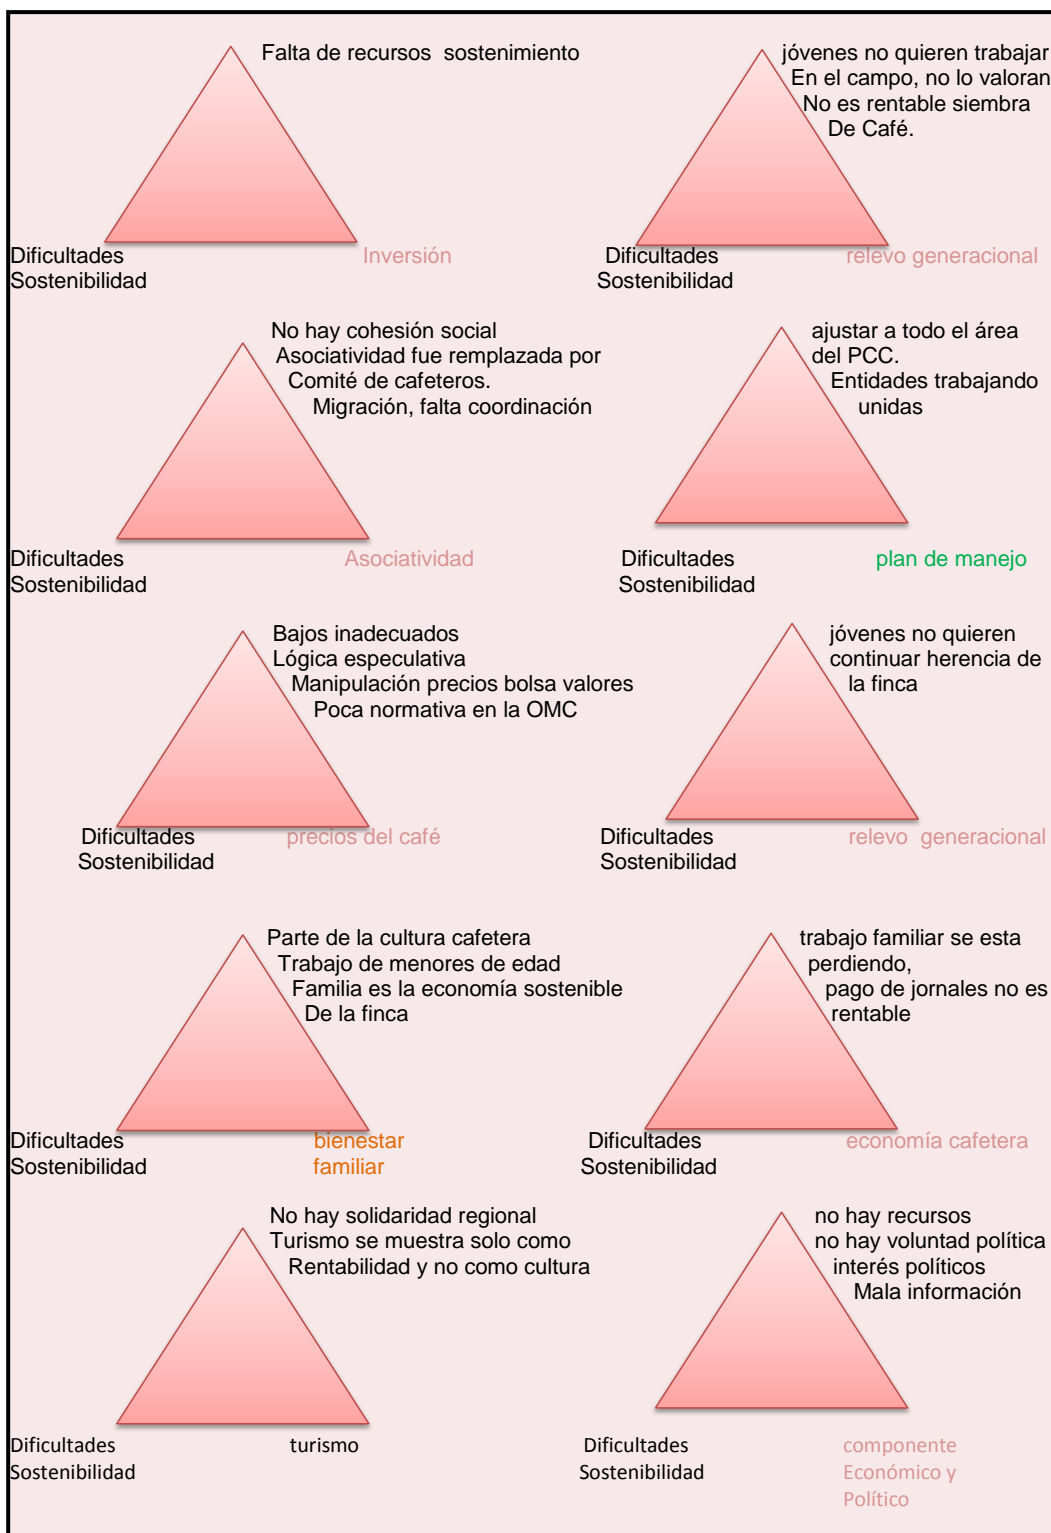 Falta de recursos  sostenimiento
Dificultades
Sostenibilidad
Inversión
jóvenes no quieren trabajar
En el campo, no lo valoran
No es rentable siembra
De Café.
Dificultades
Sostenibilidad
relevo generacional
No hay cohesión social
Asociatividad fue remplazada por
Comité de cafeteros.
Migración, falta coordinación
Dificultades
Sostenibilidad
Asociatividad
ajustar a todo el área
del PCC.
Entidades trabajando
unidas
Dificultades
Sostenibilidad
plan de manejo
Bajos inadecuados
Lógica especulativa
Manipulación precios bolsa valores
Poca normativa en la OMC
Dificultades
Sostenibilidad
precios del café
jóvenes no quieren
continuar herencia de
la finca
Dificultades
Sostenibilidad
relevo  generacional
Parte de la cultura cafetera
Trabajo de menores de edad
Familia es la economía sostenible
De la finca
Dificultades
Sostenibilidad
bienestar
familiar
trabajo familiar se esta
perdiendo,
pago de jornales no es
rentable
Dificultades
Sostenibilidad
economía cafetera
No hay solidaridad regional
Turismo se muestra solo como
Rentabilidad y no como cultura
Dificultades
Sostenibilidad
turismo
no hay recursos
no hay voluntad política
interés políticos
Mala información
Dificultades
Sostenibilidad
componente
Económico y
Político